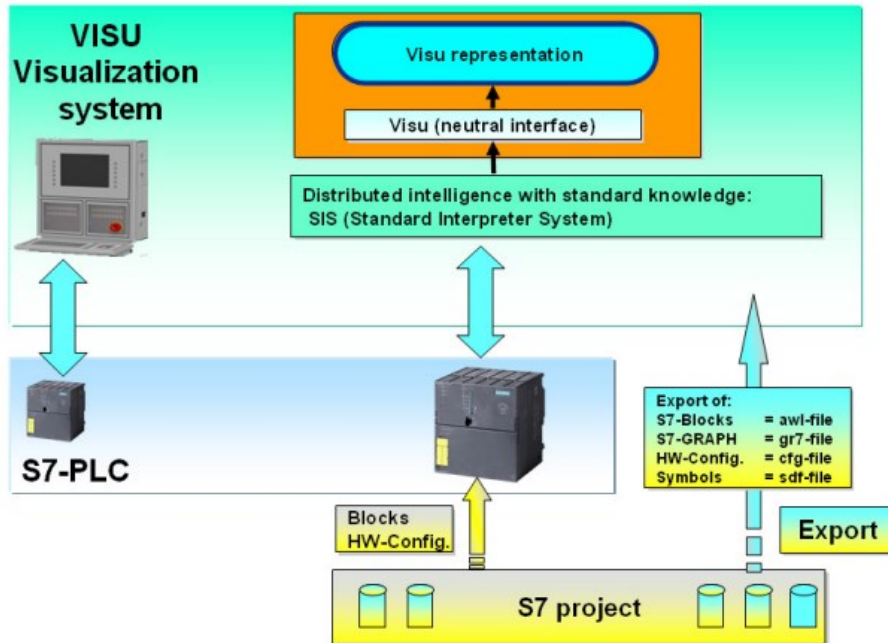 VISU
Visualization
system
Visu representation
Visu (neutral interface)
Distributed intelligence with standard knowledge:
SIS (Standard Interpreter System)
S7-PLC
Export of:
S7-Blocks = awl-file
S7-GRAPH = gr7-file
HW-Config. = cfg-file
Symbols = sdf-file
Blocks
HW-Config.
Export
S7 project